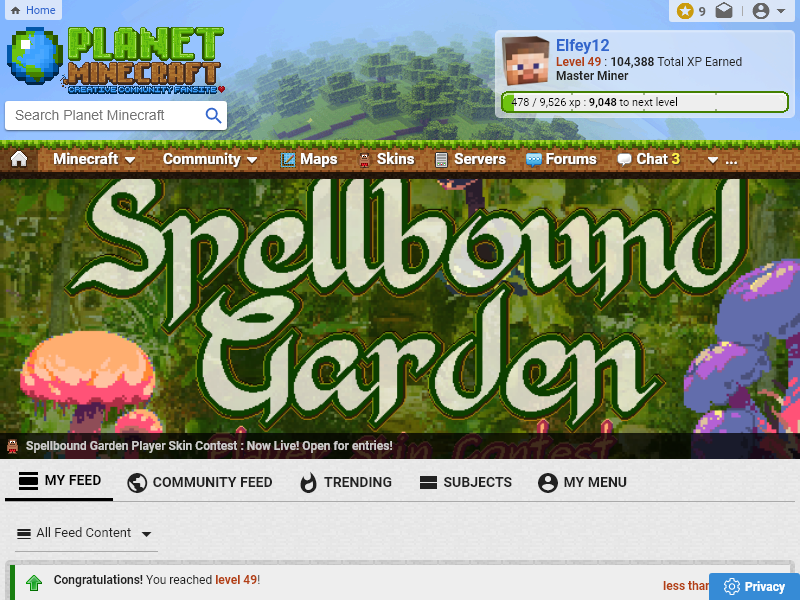 Home
9
PLANET
MINECRAFT
CREATIVE COMMUNITY FANSITE
Elfey12
Level 49 : 104,388 Total XP Earned
Master Miner
478 / 9,526 xp : 9,048 to next level
Search Planet Minecraft
Minecraft
Community
Maps
Skins
Servers
Forums
Chat 3
...
Spellbound
Garden
Skin Contest
Spellbound Garden Player Skin Contest : Now Live! Open for entries!
MY FEED
COMMUNITY FEED
TRENDING
SUBJECTS
MY MENU
All Feed Content
Congratulations! You reached level 49!
less than
Privacy